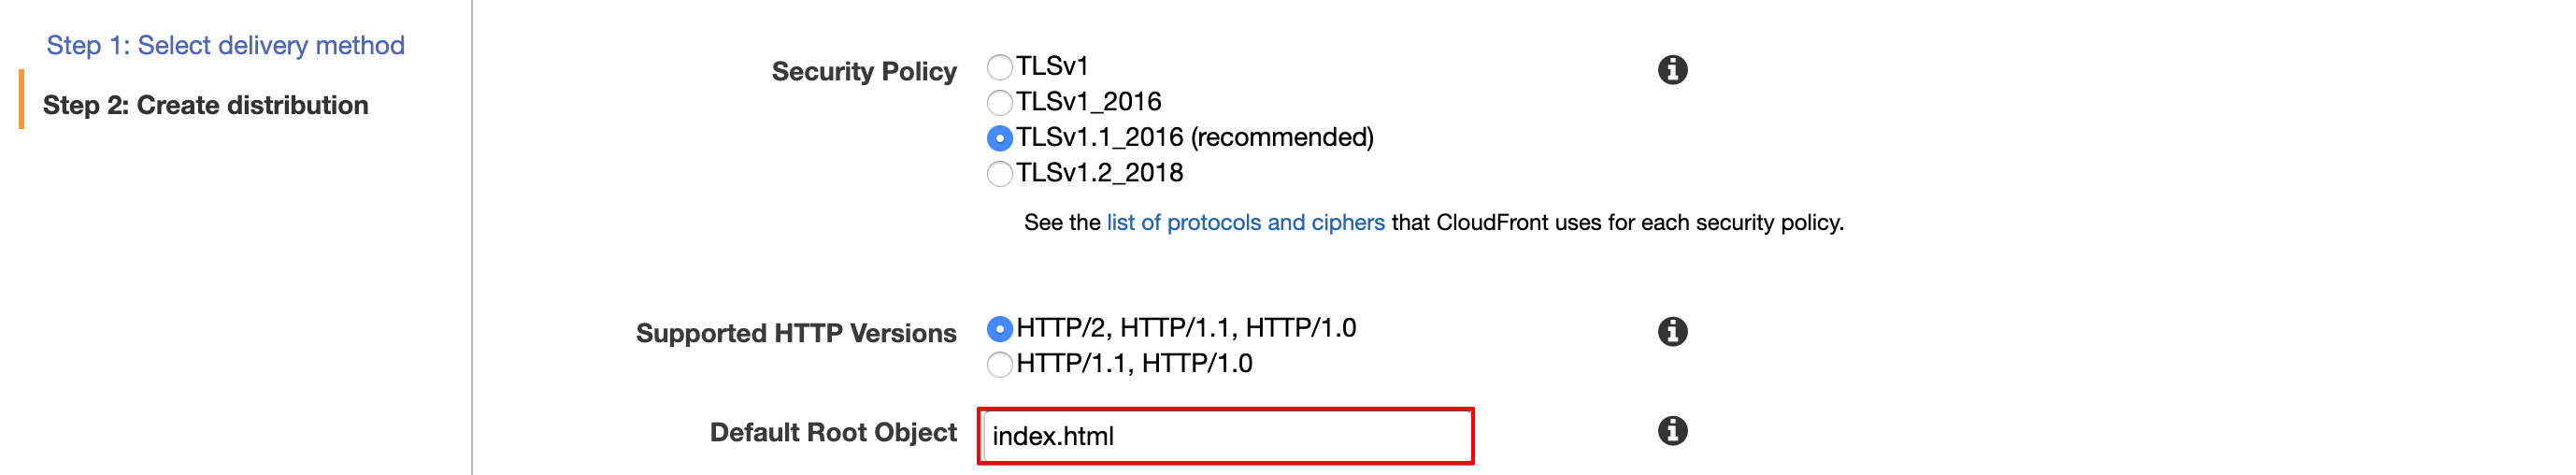 Step 1: Select delivery method
Step 2: Create distribution
Security Policy
TLSv1
TLSv1_2016
TLSv1.1_2016 (recommended)
TLSv1.2_2018
See the list of protocols and ciphers that CloudFront uses for each security policy.
Supported HTTP Versions
HTTP/2, HTTP/1.1, HTTP/1.0
HTTP/1.1, HTTP/1.0
Default Root Object
index.html